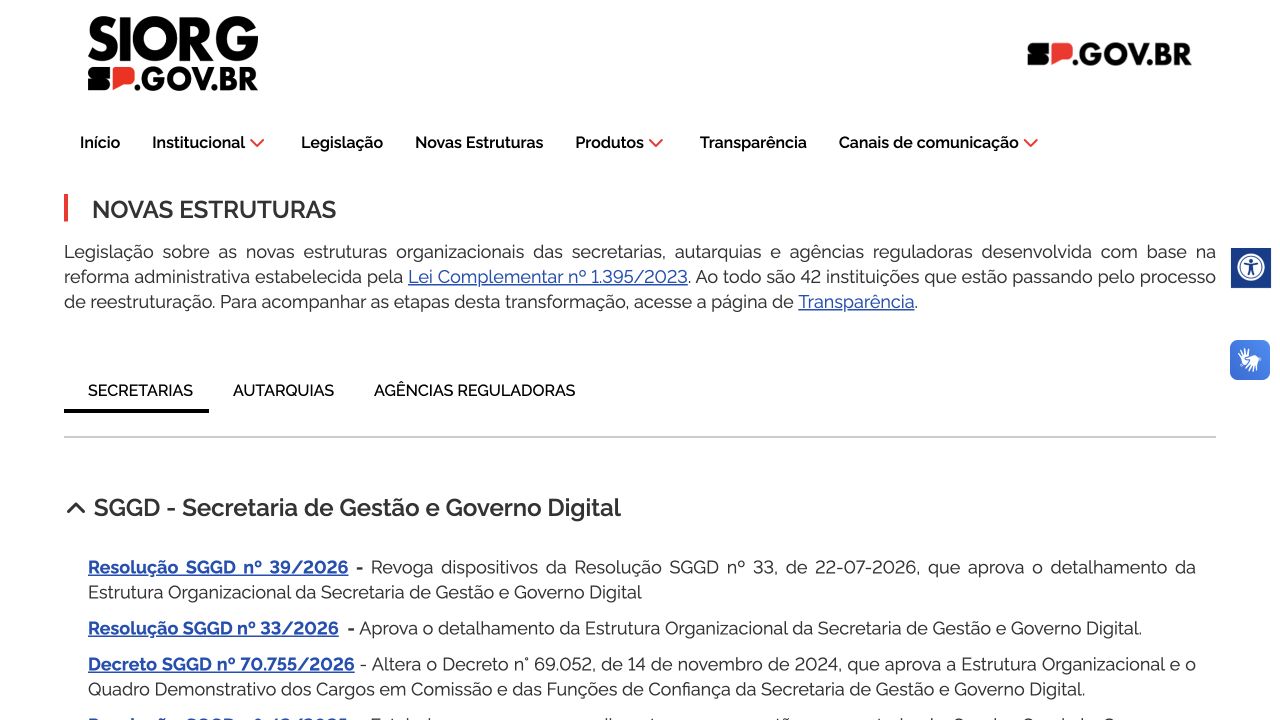 SIORG
SP.GOV.BR
SP.GOV.BR
Início Institucional Legislação Novas Estruturas Produtos Transparência Canais de comunicação
NOVAS ESTRUTURAS
Legislação sobre as novas estruturas organizacionais das secretarias, autarquias e agências reguladoras desenvolvida com base na
reforma administrativa estabelecida pela Lei Complementar nº 1.395/2023. Ao todo são 42 instituições que estão passando pelo processo
de reestruturação. Para acompanhar as etapas desta transformação, acesse a página de Transparência.
SECRETARIAS AUTARQUIAS AGÊNCIAS REGULADORAS
SGGD - Secretaria de Gestão e Governo Digital
Resolução SGGD nº 39/2026 - Revoga dispositivos da Resolução SGGD nº 33, de 22-07-2026, que aprova o detalhamento da
Estrutura Organizacional da Secretaria de Gestão e Governo Digital
Resolução SGGD nº 33/2026 - Aprova o detalhamento da Estrutura Organizacional da Secretaria de Gestão e Governo Digital.
Decreto SGGD nº 70.755/2026 - Altera o Decreto n° 69.052, de 14 de novembro de 2024, que aprova a Estrutura Organizacional e o
Quadro Demonstrativo dos Cargos em Comissão e das Funções de Confiança da Secretaria de Gestão e Governo Digital.